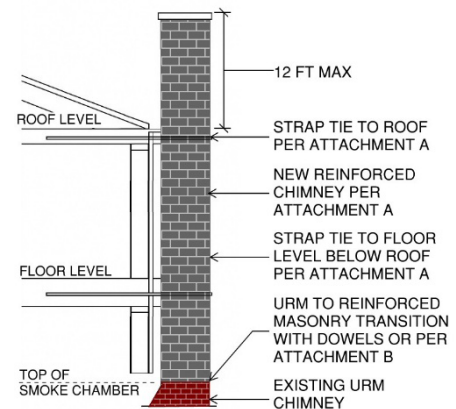 12 FT MAX
ROOF LEVEL
STRAP TIE TO ROOF
PER ATTACHMENT A
NEW REINFORCED
CHIMNEY PER
ATTACHMENT A
STRAP TIE TO FLOOR
LEVEL BELOW ROOF
PER ATTACHMENT A
FLOOR LEVEL
URM TO REINFORCED
MASONRY TRANSITION
WITH DOWELS OR PER
ATTACHMENT B
TOP OF
SMOKE CHAMBER
EXISTING URM
CHIMNEY